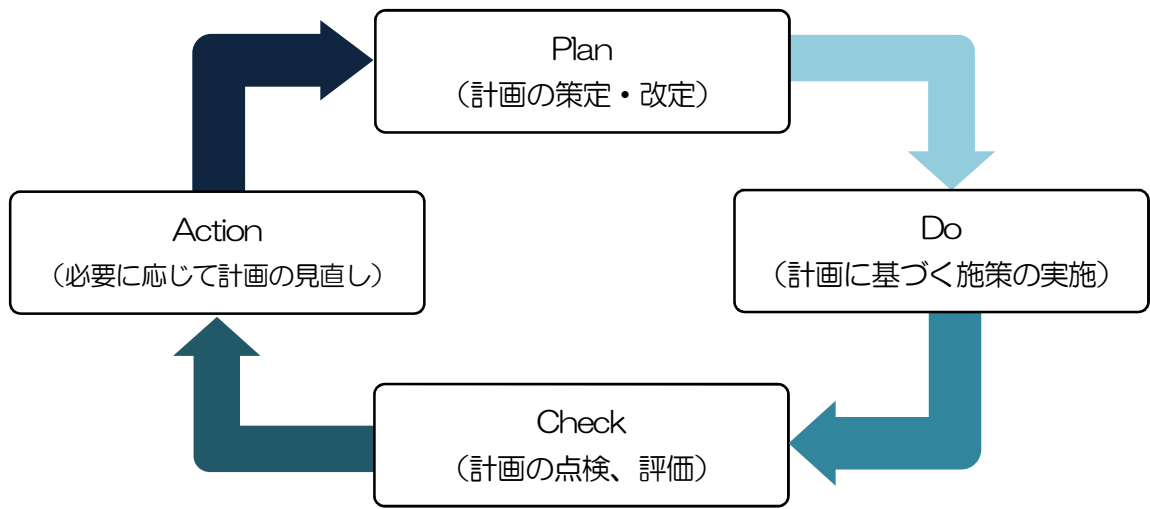 Plan
（計画の策定・改定）
Do
（計画に基づく施策の実施）
Check
（計画の点検、評価）
Action
（必要に応じて計画の見直し）